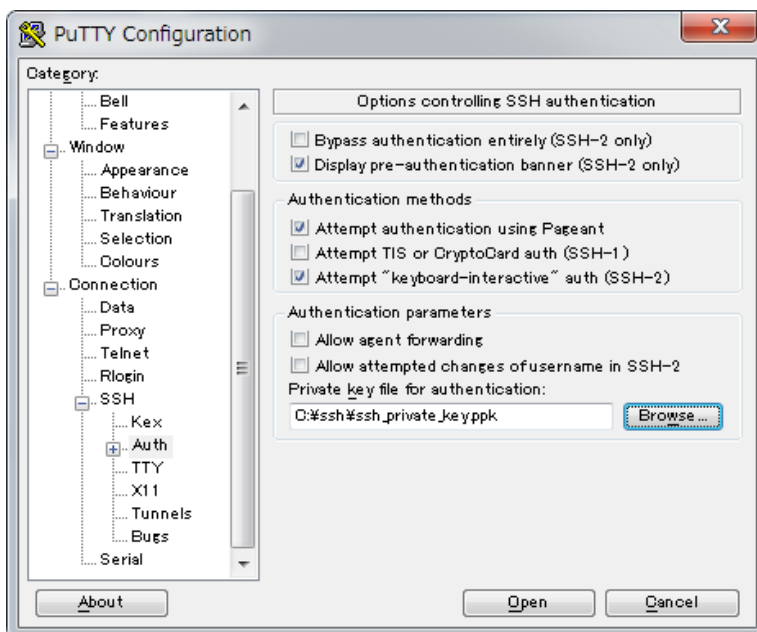 PuTTY Configuration
Category:
Bell
Features
Window
Appearance
Behaviour
Translation
Selection
Colours
Connection
Data
Proxy
Telnet
Rlogin
SSH
Kex
Auth
TTY
X11
Tunnels
Bugs
Serial
Options controlling SSH authentication
Bypass authentication entirely (SSH-2 only)
Display pre-authentication banner (SSH-2 only)
Authentication methods
Attempt authentication using Pageant
Attempt TIS or CryptoCard auth (SSH-1)
Attempt "keyboard-interactive" auth (SSH-2)
Authentication parameters
Allow agent forwarding
Allow attempted changes of username in SSH-2
Private key file for authentication:
C:¥ssh¥ssh_private_key.ppk Browse...
About Open Cancel